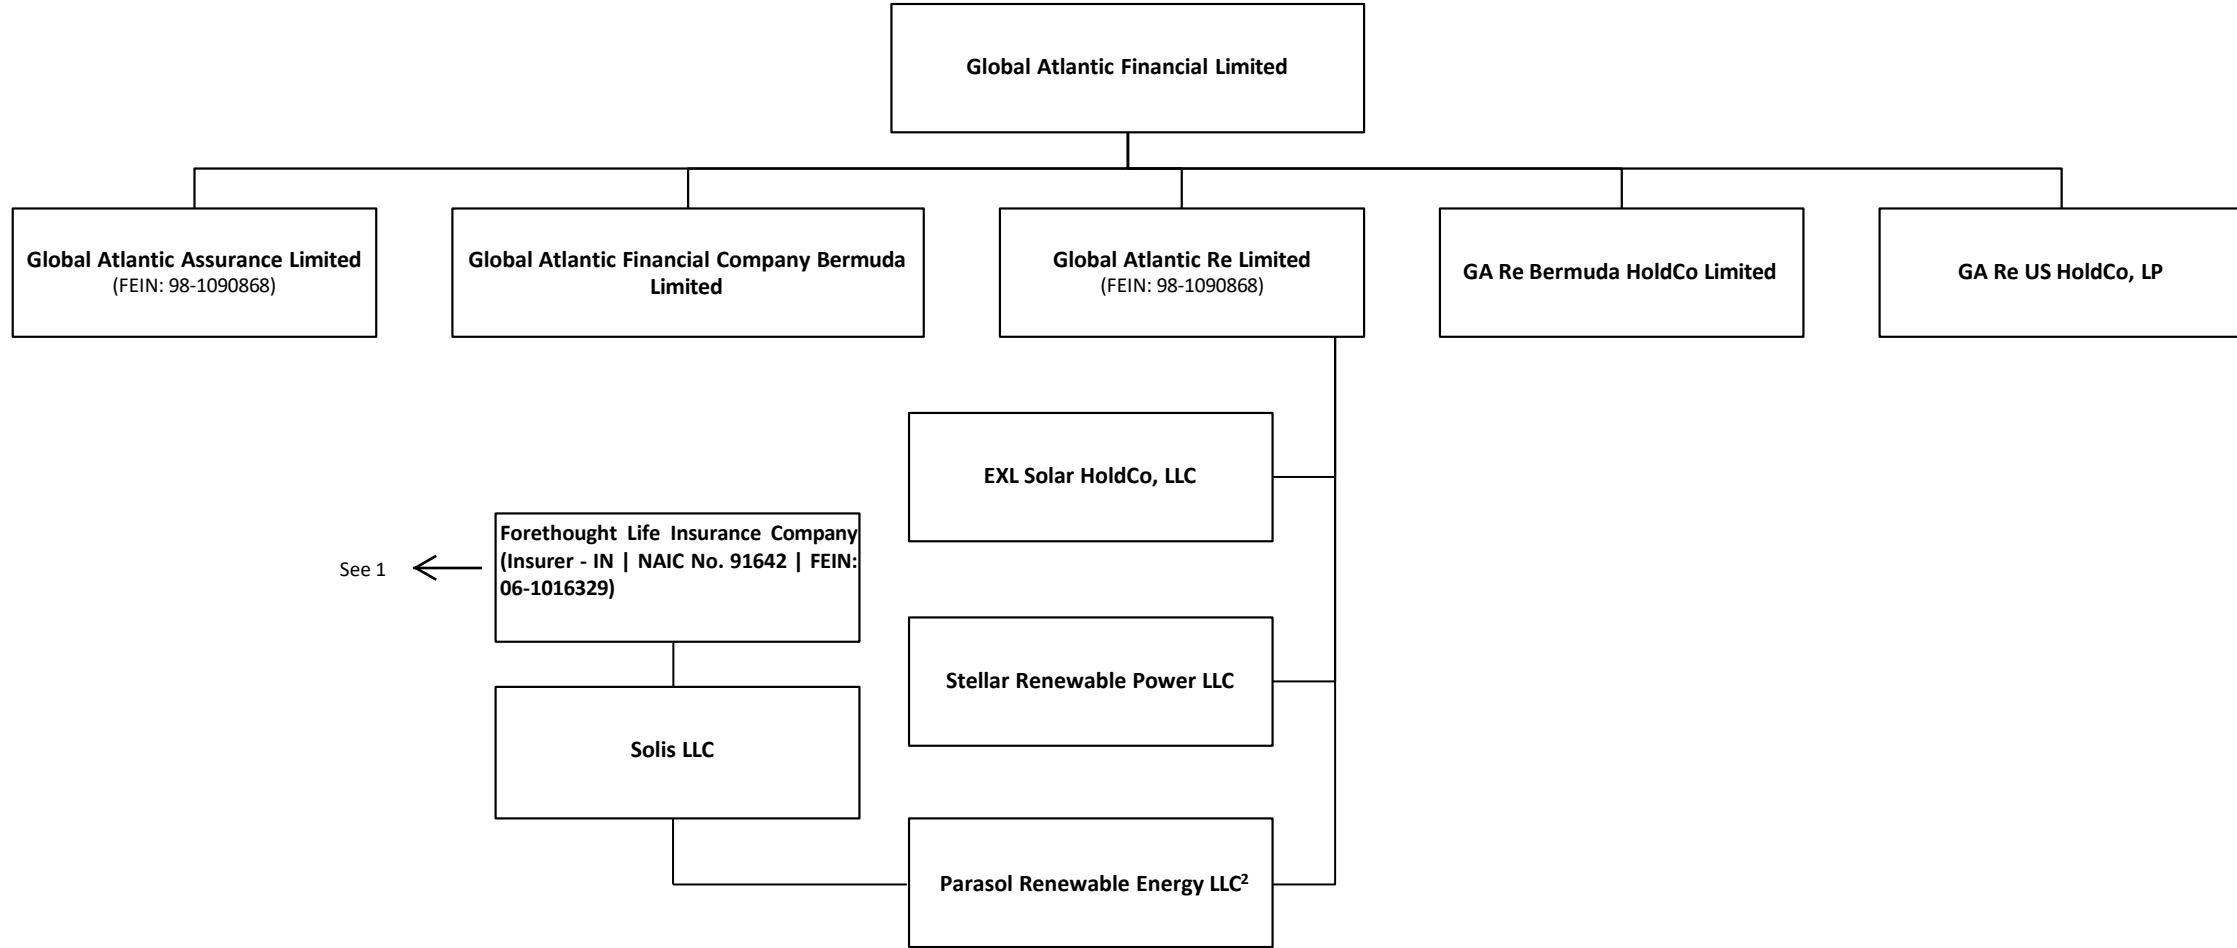 Global Atlantic Financial Limited
Global Atlantic Assurance Limited
(FEIN: 98-1090868)
Global Atlantic Financial Company Bermuda
Limited
Global Atlantic Re Limited
(FEIN: 98-1090868)
GA Re Bermuda HoldCo Limited
GA Re US HoldCo, LP
EXL Solar HoldCo, LLC
See 1
Forethought Life Insurance Company
(Insurer - IN | NAIC No. 91642 | FEIN:
06-1016329)
Stellar Renewable Power LLC
Solis LLC
Parasol Renewable Energy LLC²